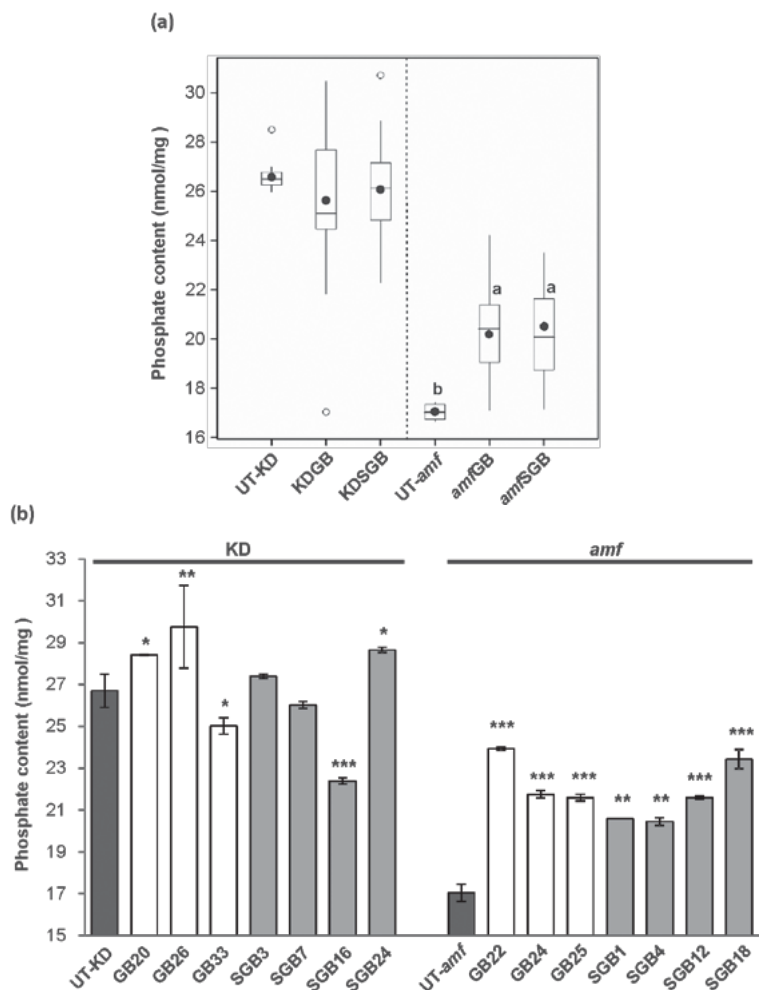 (a)
Phosphate content (nmol/mg )
30
28
26
24
22
20
18
16
b
a
a
UT-KD
KDGB
KDSGB
UT-amf
amfGB
amfSGB
(b)
KD
amf
Phosphate content (nmol/mg )
33
31
29
27
25
23
21
19
17
15
*
**
*
***
*
***
***
***
**
**
***
***
UT-KD
GB20
GB26
GB33
SGB3
SGB7
SGB16
SGB24
UT-amf
GB22
GB24
GB25
SGB1
SGB4
SGB12
SGB18